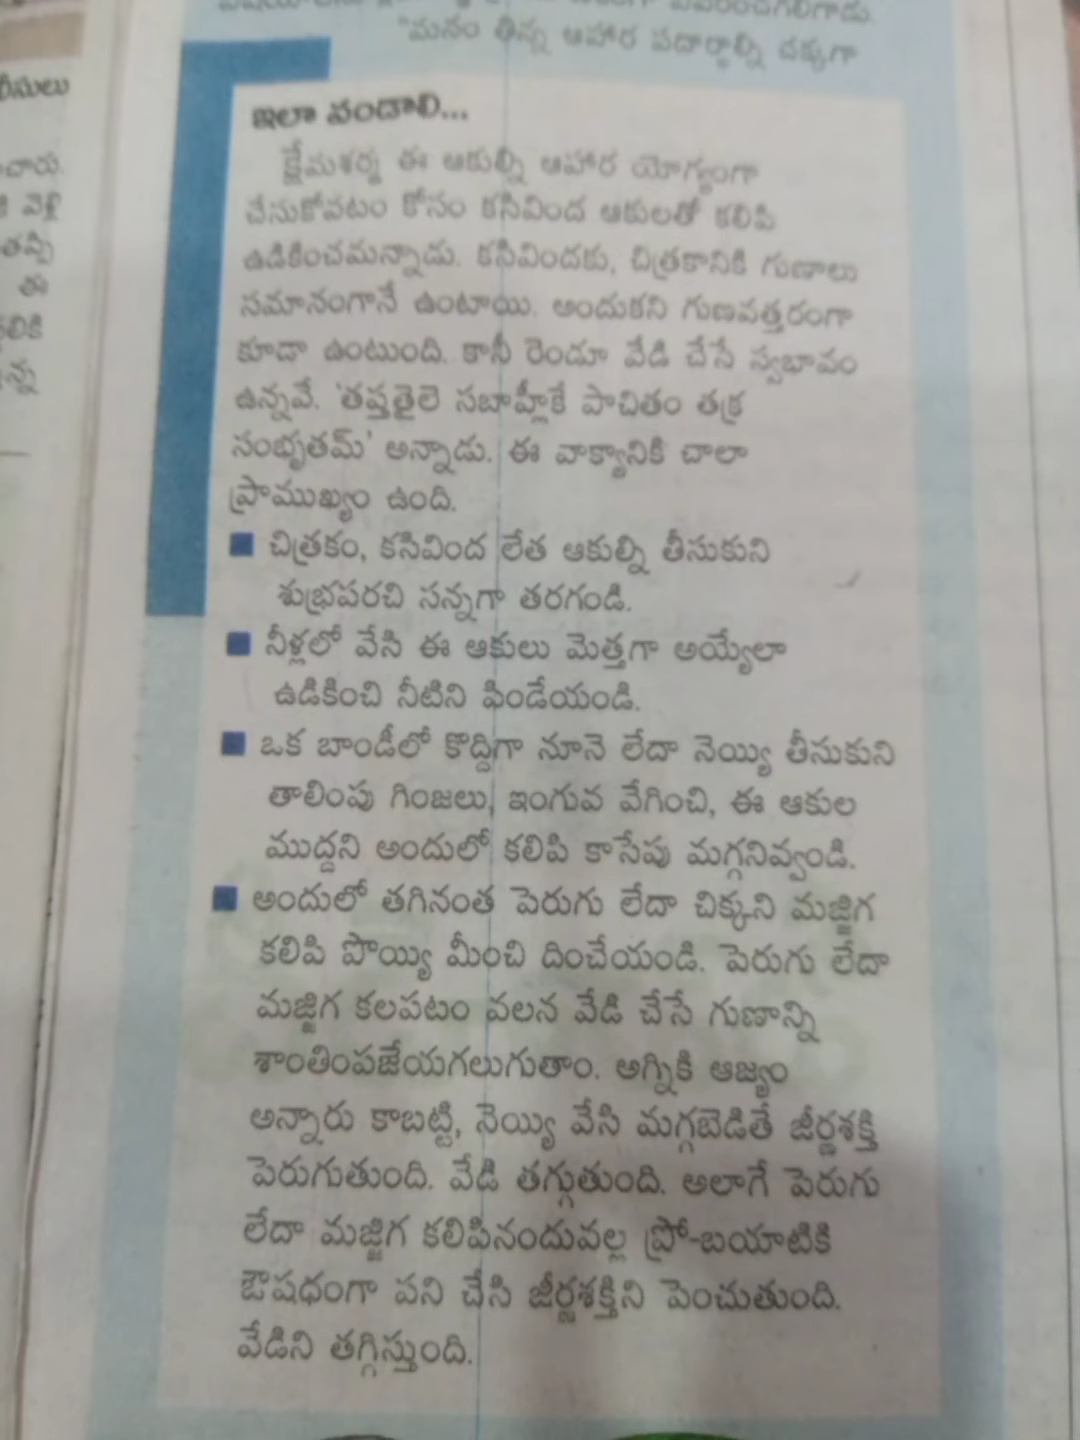 "మనం తిన్న ఆహార పదార్థాల్ని చక్కగా
ఇలా వండాలి...
క్షేమశర్మ ఈ ఆకుల్ని ఆహార యోగ్యంగా
చేసుకోవటం కోసం కసివింద ఆకులతో కలిపి
ఉడికించమన్నాడు. కసివిందకు, చిత్రకానికి గుణాలు
సమానంగానే ఉంటాయి. అందుకని గుణవత్తరంగా
కూడా ఉంటుంది. కానీ రెండూ వేడి చేసే స్వభావం
ఉన్నవే. 'తప్తతైలె సబాహ్లీకే పాచితం తక్ర
సంభృతమ్' అన్నాడు. ఈ వాక్యానికి చాలా
ప్రాముఖ్యం ఉంది.
చిత్రకం, కసివింద లేత ఆకుల్ని తీసుకుని
శుభ్రపరచి సన్నగా తరగండి.
నీళ్లలో వేసి ఈ ఆకులు మెత్తగా అయ్యేలా
ఉడికించి నీటిని పిండేయండి.
ఒక బాండీలో కొద్దిగా నూనె లేదా నెయ్యి తీసుకుని
తాలింపు గింజలు, ఇంగువ వేగించి, ఈ ఆకుల
ముద్దని అందులో కలిపి కాసేపు మగ్గనివ్వండి.
అందులో తగినంత పెరుగు లేదా చిక్కని మజ్జిగ
కలిపి పొయ్యి మీంచి దించేయండి. పెరుగు లేదా
మజ్జిగ కలపటం వలన వేడి చేసే గుణాన్ని
శాంతింపజేయగలుగుతాం. అగ్నికి ఆజ్యం
అన్నారు కాబట్టి, నెయ్యి వేసి మగ్గబెడితే జీర్ణశక్తి
పెరుగుతుంది. వేడి తగ్గుతుంది. అలాగే పెరుగు
లేదా మజ్జిగ కలిపినందువల్ల ప్రో-బయాటికి
ఔషధంగా పని చేసి జీర్ణశక్తిని పెంచుతుంది.
వేడిని తగ్గిస్తుంది.